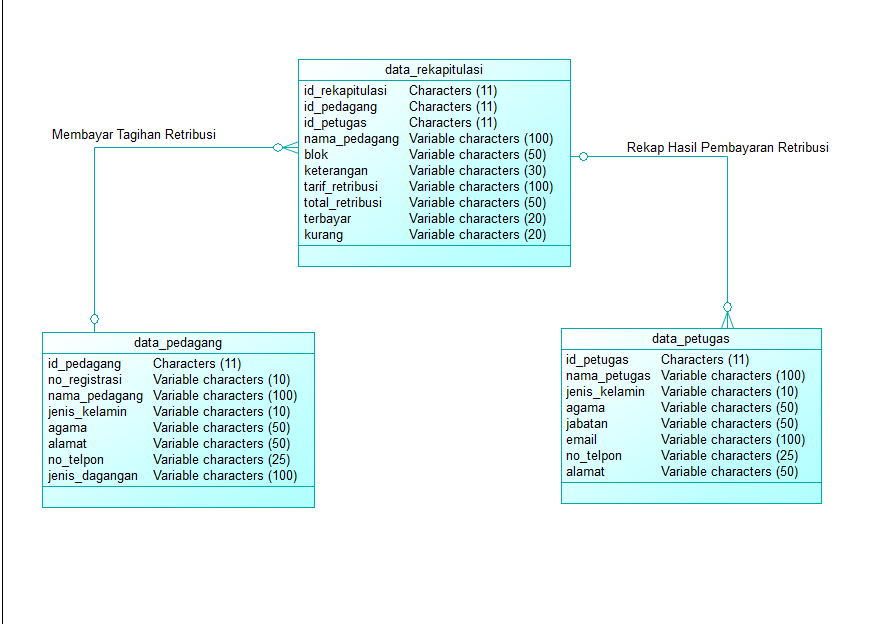 data_rekapitulasi
id_rekapitulasi Characters (11)
id_pedagang Characters (11)
id_petugas Characters (11)
nama_pedagang Variable characters (100)
blok Variable characters (50)
keterangan Variable characters (30)
tarif_retribusi Variable characters (100)
total_retribusi Variable characters (50)
terbayar Variable characters (20)
kurang Variable characters (20)
Membayar Tagihan Retribusi
Rekap Hasil Pembayaran Retribusi
data_pedagang
id_pedagang Characters (11)
no_registrasi Variable characters (10)
nama_pedagang Variable characters (100)
jenis_kelamin Variable characters (10)
agama Variable characters (50)
alamat Variable characters (50)
no_telpon Variable characters (25)
jenis_dagangan Variable characters (100)
data_petugas
id_petugas Characters (11)
nama_petugas Variable characters (100)
jenis_kelamin Variable characters (10)
agama Variable characters (50)
jabatan Variable characters (50)
email Variable characters (100)
no_telpon Variable characters (25)
alamat Variable characters (50)